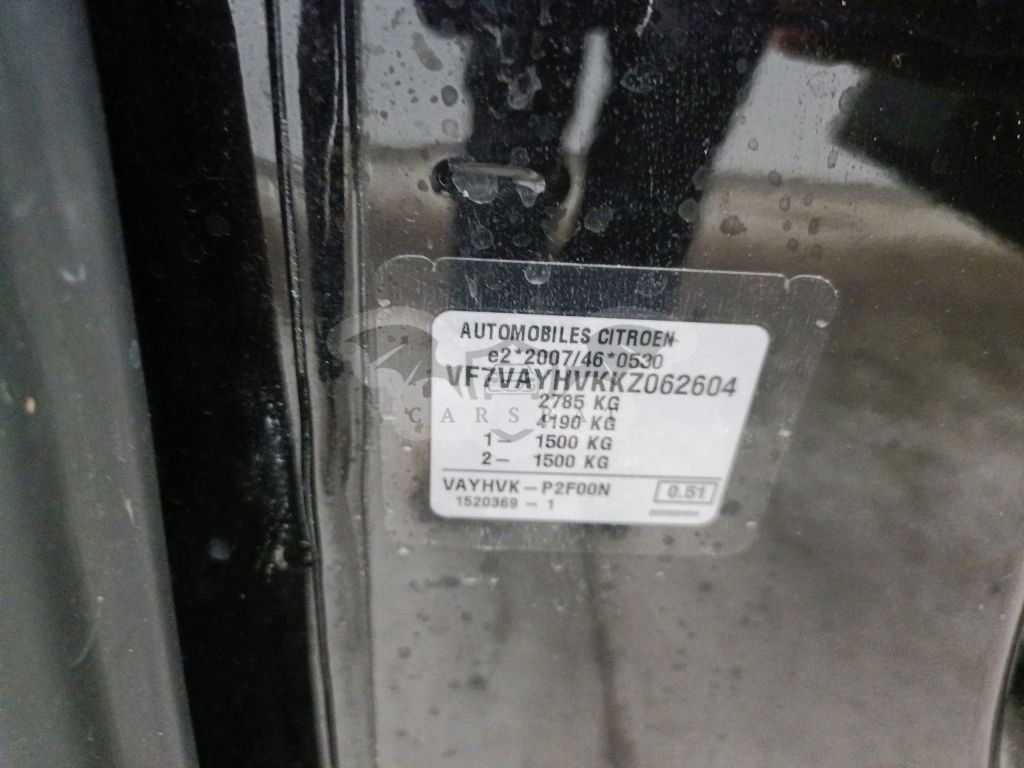 AUTOMOBILES CITROEN
e2*2007/46*0530
VF7VAYHVKKZ062604
2785 KG
4190 KG
1- 1500 KG
2- 1500 KG
VAYHVK-P2F00N 0.51
1520369-1